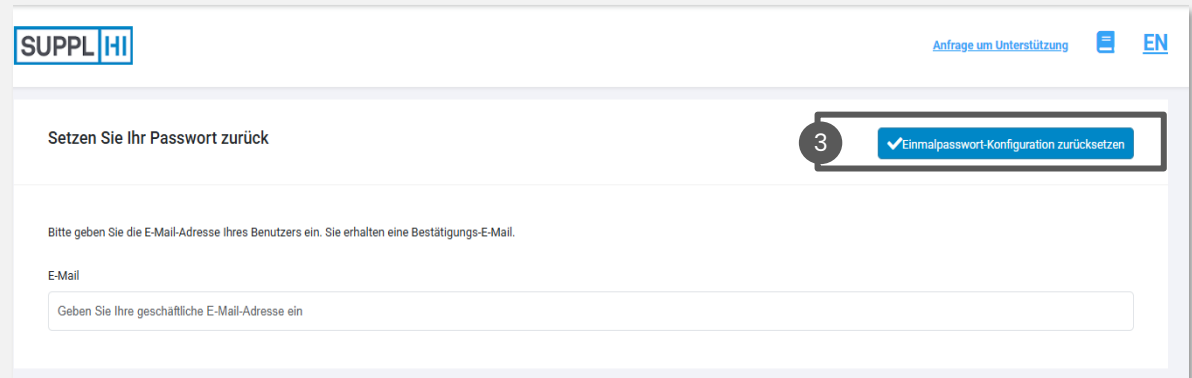 SUPPL HI
Anfrage um Unterstützung
EN
Setzen Sie Ihr Passwort zurück
3
Einmalpasswort-Konfiguration zurücksetzen
Bitte geben Sie die E-Mail-Adresse Ihres Benutzers ein. Sie erhalten eine Bestätigungs-E-Mail.
E-Mail
Geben Sie Ihre geschäftliche E-Mail-Adresse ein